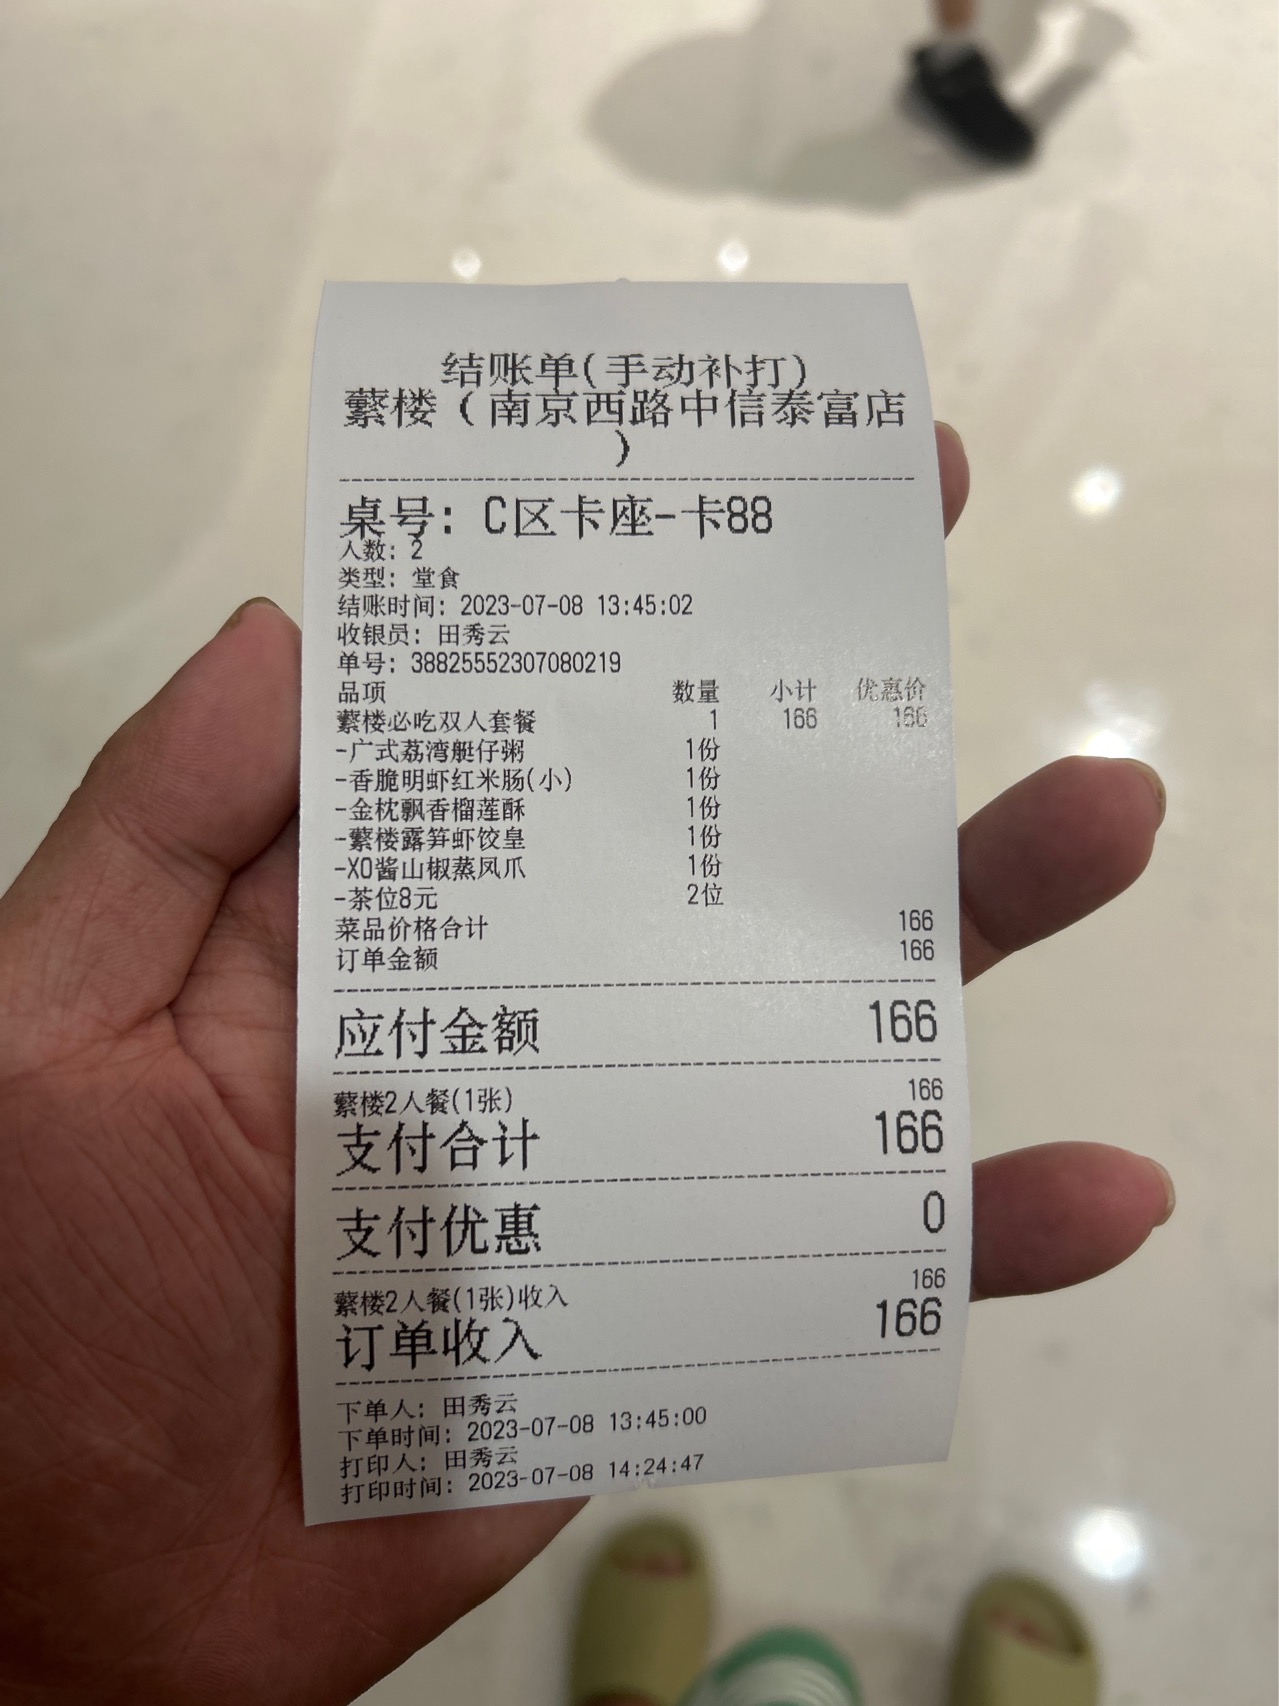 结账单(手动补打)
蘩楼（南京西路中信泰富店
）
桌号: C区卡座-卡88
人数: 2
类型: 堂食
结账时间: 2023-07-08 13:45:02
收银员: 田秀云
单号: 38825552307080219
品项 数量 小计 优惠价
蘩楼必吃双人套餐 1 166 166
-广式荔湾艇仔粥 1份
-香脆明虾红米肠(小) 1份
-金枕飘香榴莲酥 1份
-蘩楼露笋虾饺皇 1份
-XO酱山椒蒸凤爪 1份
-茶位8元 2位
菜品价格合计 166
订单金额 166
应付金额 166
蘩楼2人餐(1张) 166
支付合计 166
支付优惠 0
蘩楼2人餐(1张)收入 166
订单收入 166
下单人: 田秀云
下单时间: 2023-07-08 13:45:00
打印人: 田秀云
打印时间: 2023-07-08 14:24:47